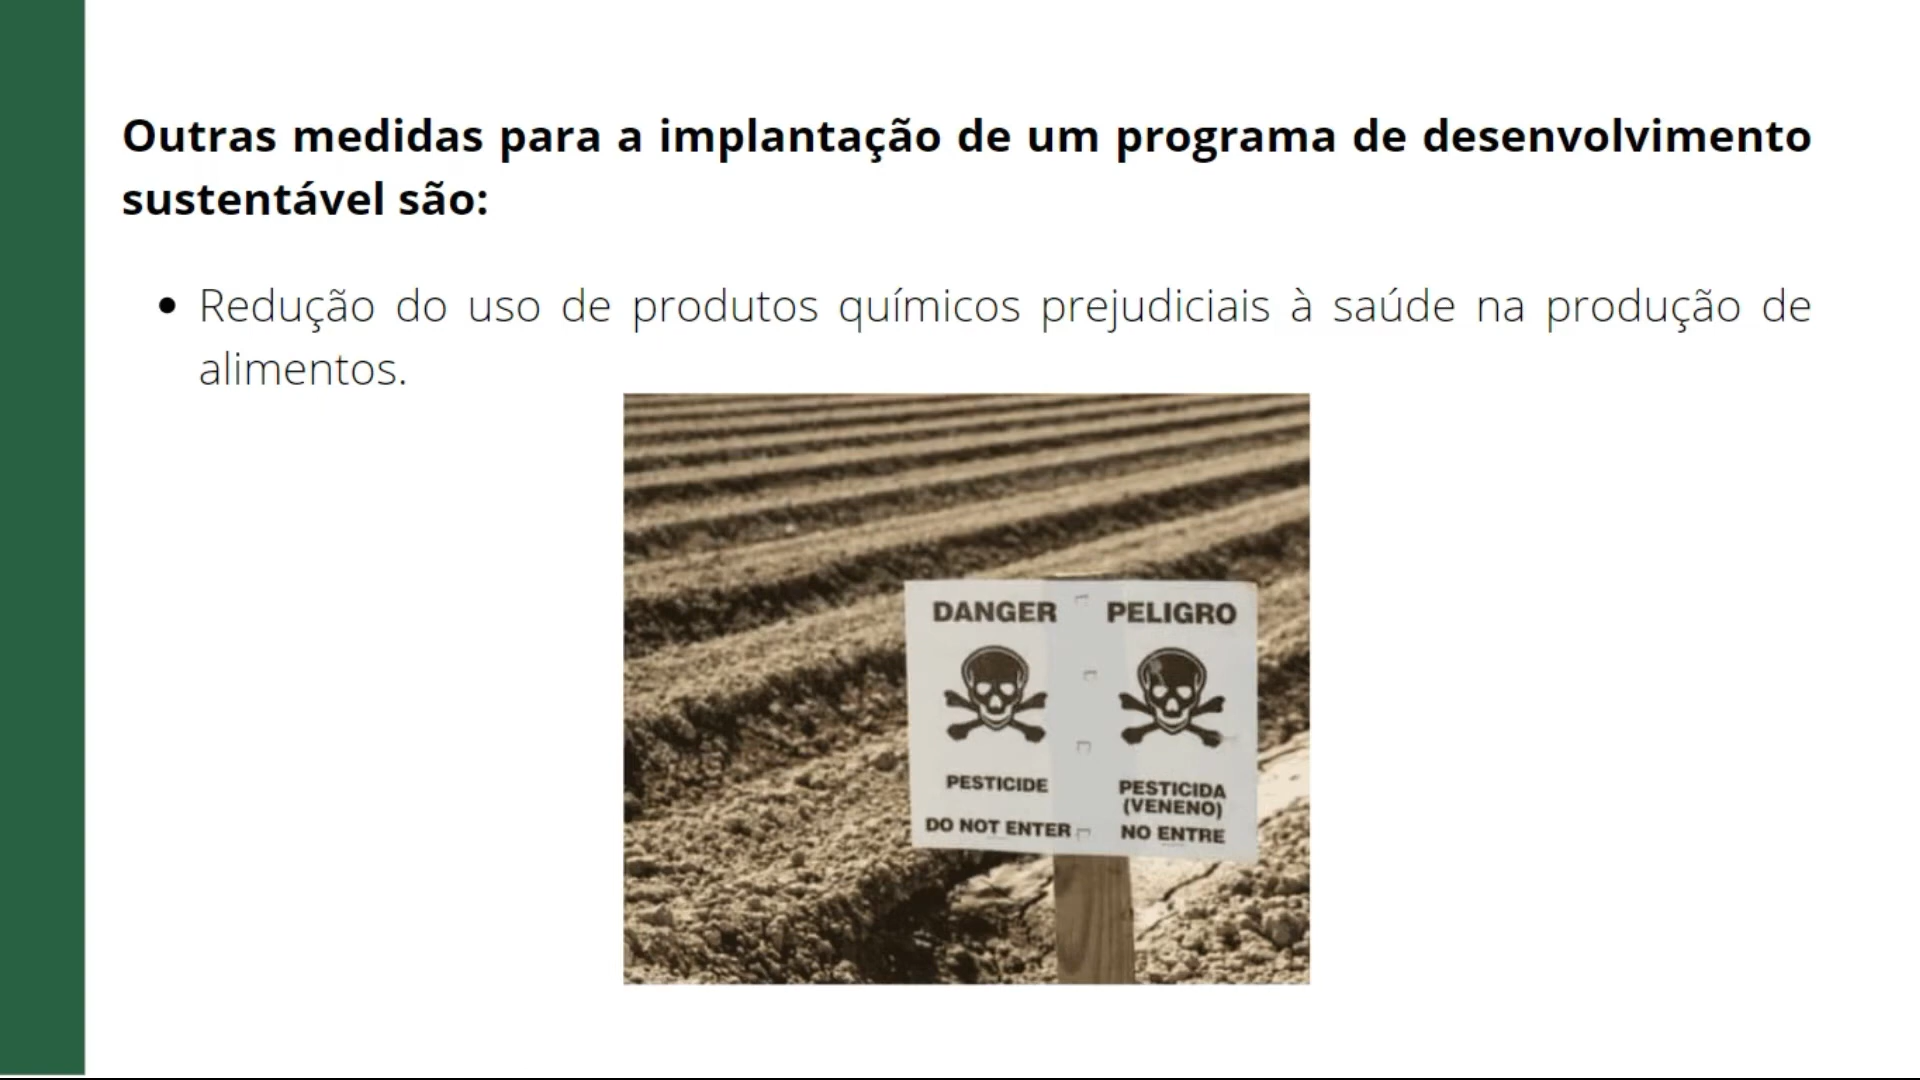 Outras medidas para a implantação de um programa de desenvolvimento
sustentável são:
• Redução do uso de produtos químicos prejudiciais à saúde na produção de
alimentos.
DANGER
PESTICIDE
DO NOT ENTER
PELIGRO
PESTICIDA
(VENENO)
NO ENTRE